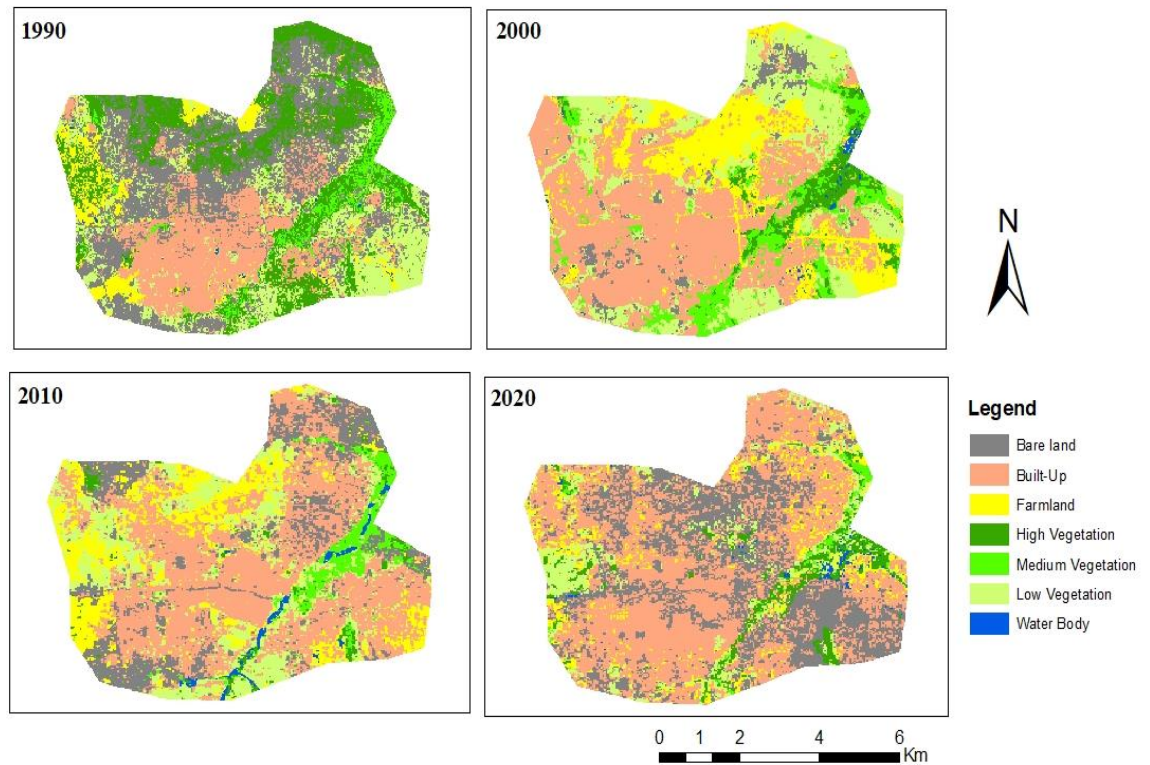 1990
2000
N
2010
2020
Legend
Bare land
Built-Up
Farmland
High Vegetation
Medium Vegetation
Low Vegetation
Water Body
0 1 2 4 6
Km